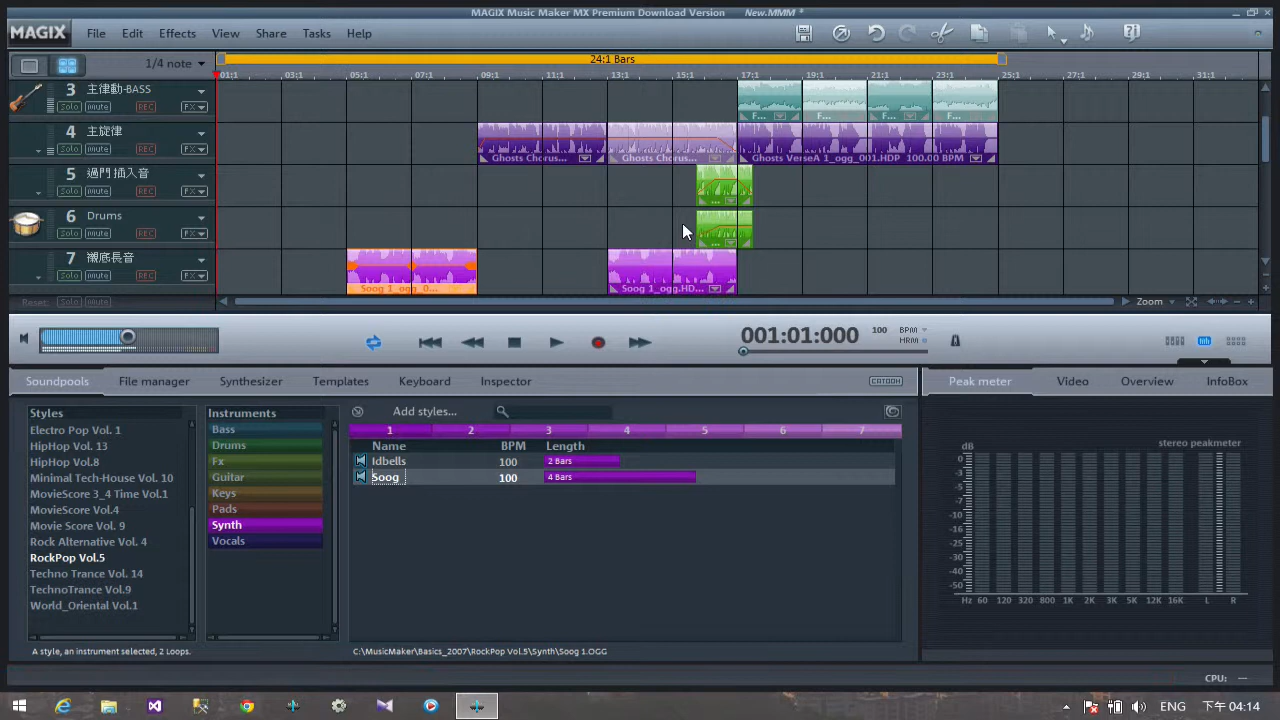 MAGIX Music Maker MX Premium Download Version New.MMM *
MAGIX File Edit Effects View Share Tasks Help
24:1 Bars
1/4 note
01:1 03:1 05:1 07:1 09:1 11:1 13:1 15:1 17:1 19:1 21:1 23:1 25:1 27:1 29:1 31:1
3 主律動-BASS
Solo mute REC FX
F... F... F... F...
4 主旋律
Solo mute REC FX
Ghosts Chorus... Ghosts Chorus... Ghosts VerseA 1_ogg_001.HDP 100.00 BPM
5 過門 插入音
Solo mute REC FX
...
6 Drums
Solo mute REC FX
...
7 襯底長音
Solo mute REC FX
Soog 1_ogg_0... Soog 1_ogg.HD...
Reset: Solo mute
Zoom
001:01:000
100 BPM
HRM
Soundpools File manager Synthesizer Templates Keyboard Inspector
CATOOH
Peak meter Video Overview InfoBox
Styles
Electro Pop Vol. 1
HipHop Vol. 13
HipHop Vol.8
Minimal Tech-House Vol. 10
MovieScore 3_4 Time Vol.1
MovieScore Vol.4
Movie Score Vol. 9
Rock Alternative Vol. 4
RockPop Vol.5
Techno Trance Vol. 14
TechnoTrance Vol.9
World_Oriental Vol.1
Instruments
Bass
Drums
Fx
Guitar
Keys
Pads
Synth
Vocals
Add styles...
1 2 3 4 5 6 7
Name BPM Length
Idbells 100 2 Bars
Soog 100 4 Bars
A style, an instrument selected, 2 Loops.
C:\MusicMaker\Basics_2007\RockPop Vol.5\Synth\Soog 1.OGG
stereo peakmeter
dB
0
-3
-5
-7
-10
-13
-16
-29
-30
-40
-50
Hz 60 120 320 800 1K 2K 3K 5K 12K 16K L R
CPU: —
ENG 下午 04:14